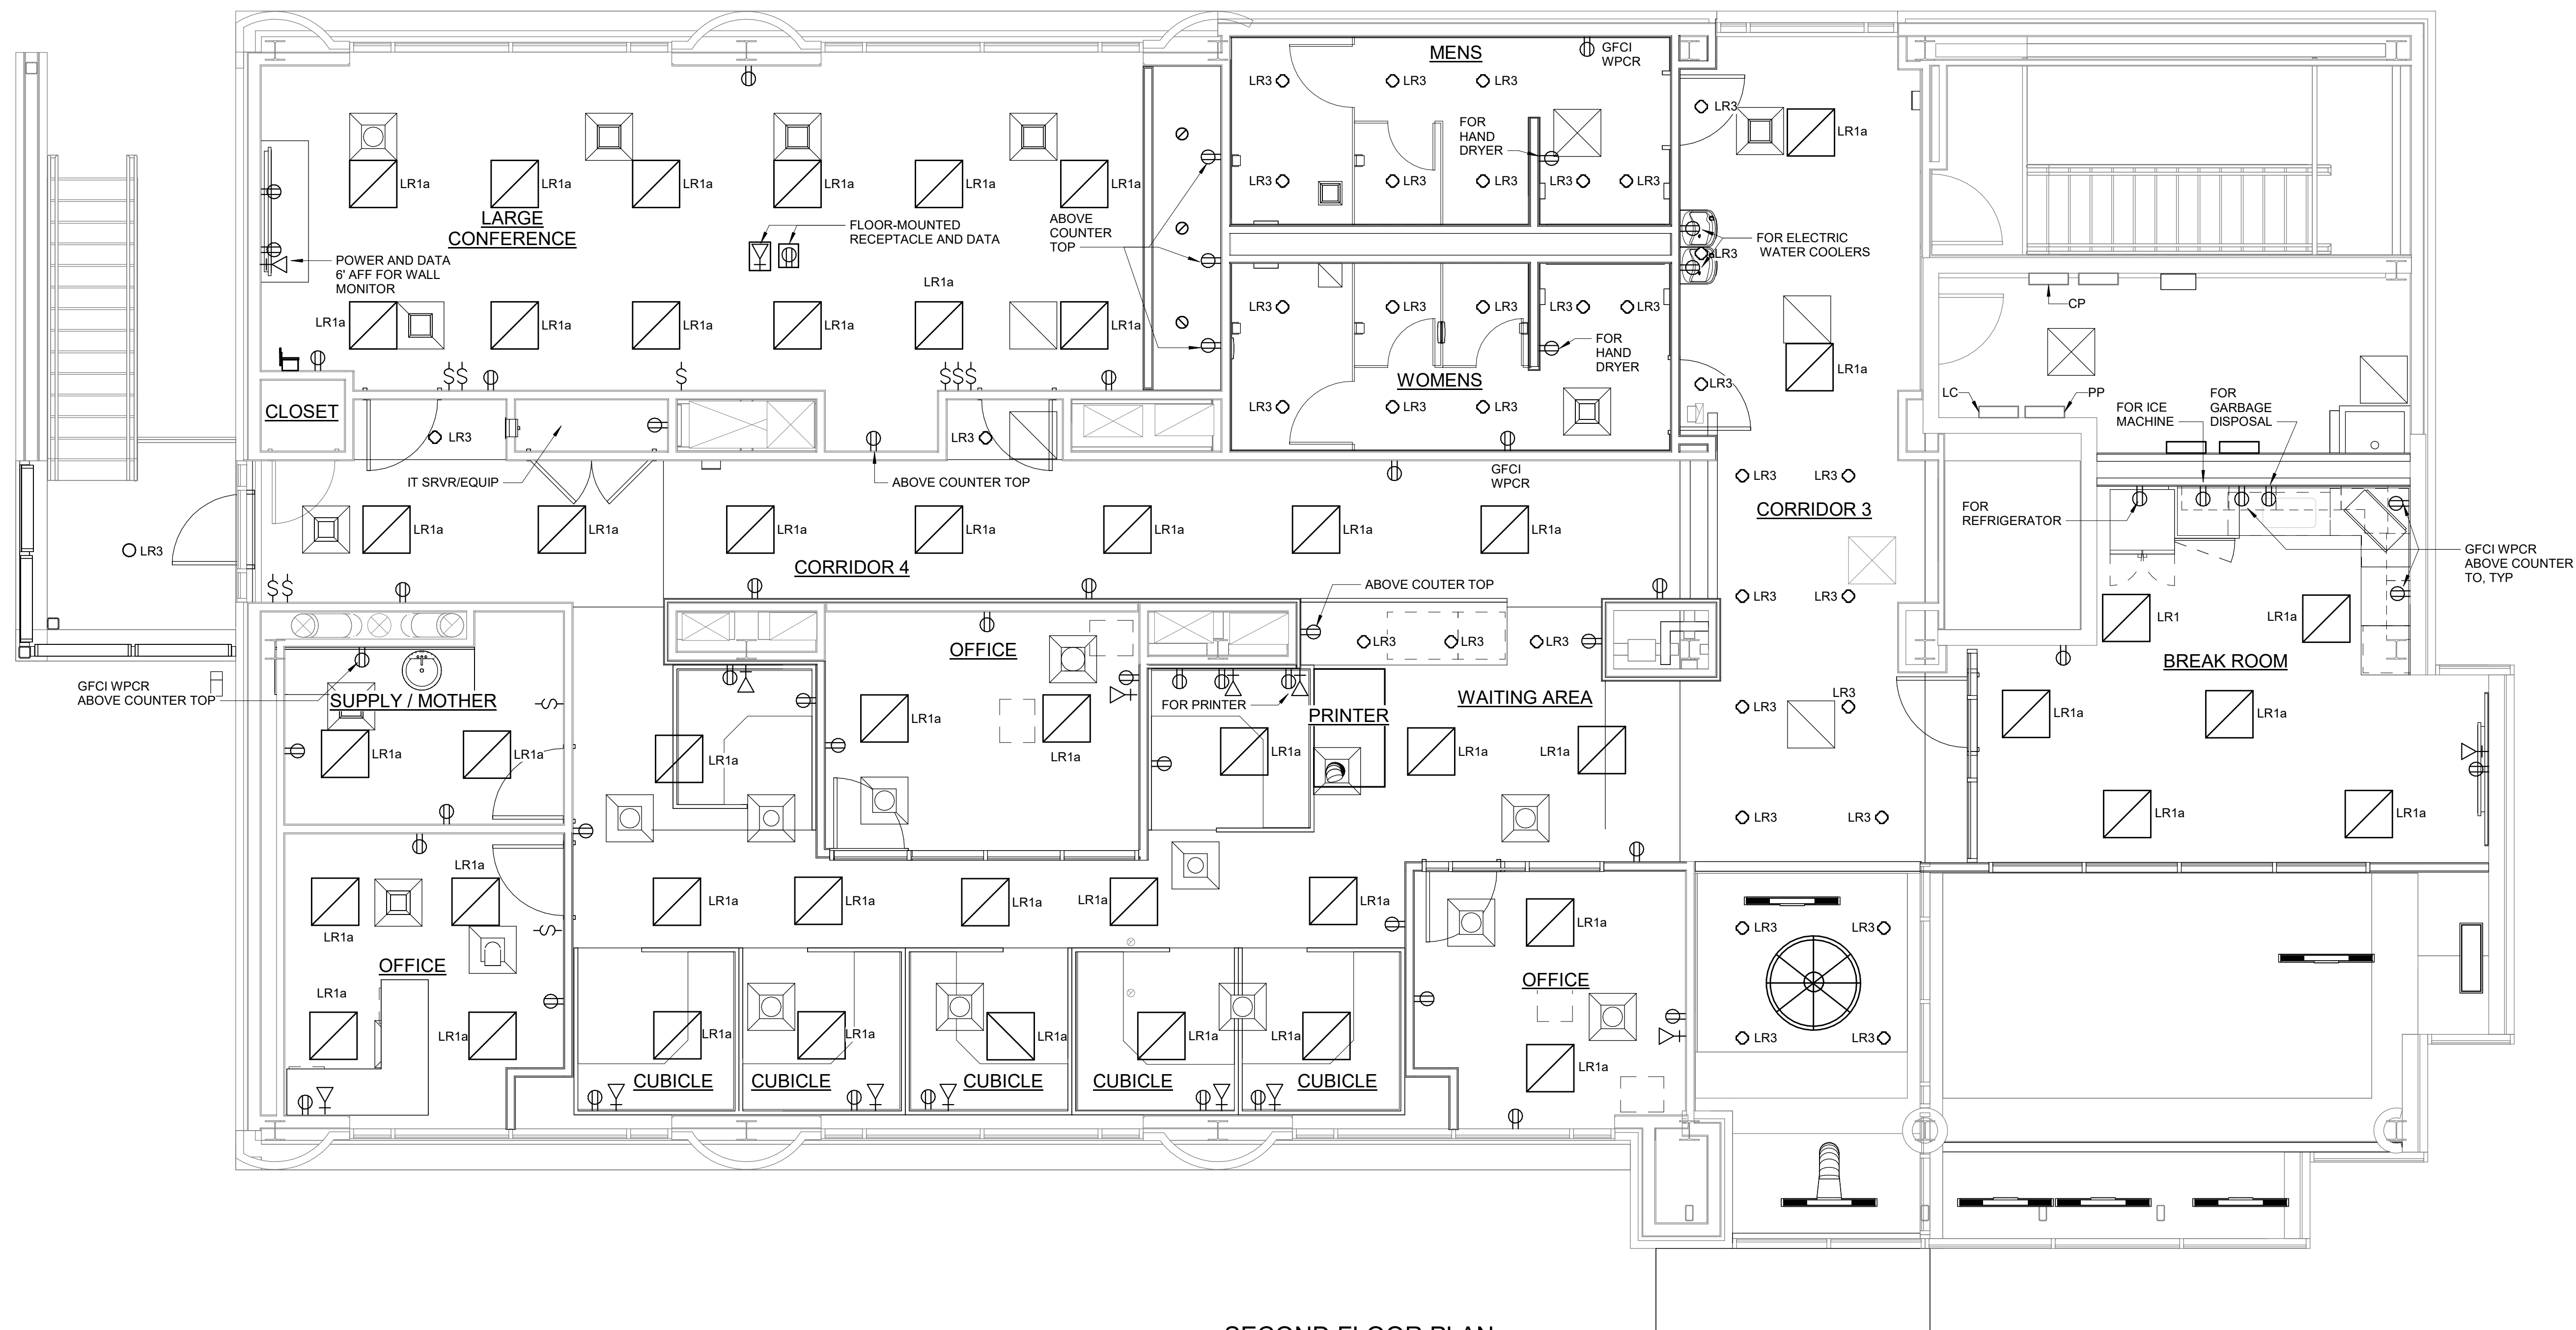 MENS
GFCI
WPCR
LR3
LR3
LR3
LR3
LR1a
FOR
HAND
DRYER
LR1a
LR1a
LR1a
LR1a
LR1a
LR1a
LR3
LR3
LR3
LR3
LR3
LARGE
CONFERENCE
FLOOR-MOUNTED
RECEPTACLE AND DATA
ABOVE
COUNTER
TOP
POWER AND DATA
6' AFF FOR WALL
MONITOR
FOR ELECTRIC
WATER COOLERS
LR3
LR1a
CP
LR1a
LR1a
LR1a
LR1a
LR1a
LR3
LR3
LR3
LR3
LR3
FOR
HAND
DRYER
LR1a
WOMENS
LR3
LC
PP
FOR ICE
MACHINE
FOR
GARBAGE
DISPOSAL
CLOSET
LR3
LR3
LR3
LR3
LR3
IT SRVR/EQUIP
ABOVE COUNTER TOP
GFCI
WPCR
LR3
LR3
CORRIDOR 3
FOR
REFRIGERATOR
LR3
LR1a
LR1a
LR1a
LR1a
LR1a
LR1a
LR1a
CORRIDOR 4
GFCI WPCR
ABOVE COUNTER
TO, TYP
ABOVE COUTER TOP
LR3
LR3
LR1
LR1a
OFFICE
LR3
LR3
LR3
BREAK ROOM
GFCI WPCR
ABOVE COUNTER TOP
SUPPLY / MOTHER
WAITING AREA
FOR PRINTER
PRINTER
LR3
LR3
LR1a
LR1a
LR1a
LR1a
LR1a
LR1a
LR1a
LR1a
LR1a
LR1a
LR1a
LR3
LR3
LR1a
LR1a
LR1a
LR1a
LR1a
LR1a
LR1a
LR1a
LR1a
LR1a
LR3
LR3
OFFICE
OFFICE
LR1a
LR1a
LR1a
LR1a
LR1a
LR1a
LR1a
LR3
LR3
LR1a
CUBICLE
CUBICLE
CUBICLE
CUBICLE
CUBICLE
SECOND FLOOR PLAN